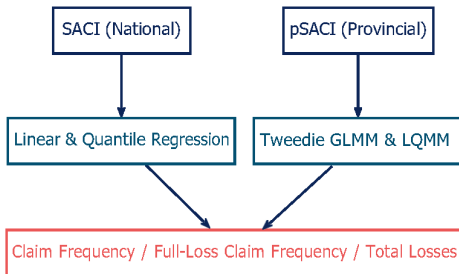 SACI (National)
pSACI (Provincial)
Linear & Quantile Regression
Tweedie GLMM & LQMM
Claim Frequency / Full-Loss Claim Frequency / Total Losses